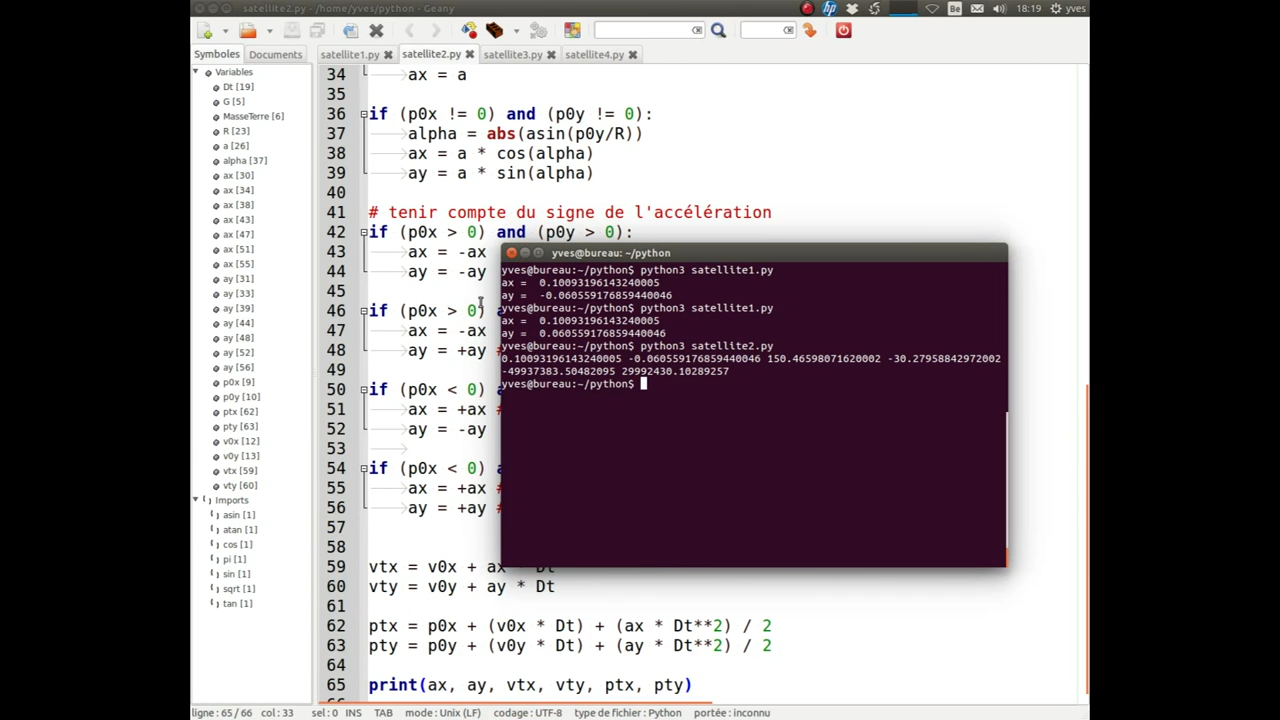 satellite2.py - /home/yves/python - Geany
Be
18:19
yves
Symboles
Documents
satellite1.py
satellite2.py
satellite3.py
satellite4.py
Variables
Dt [19]
G [5]
MasseTerre [6]
R [23]
a [26]
alpha [37]
ax [30]
ax [34]
ax [38]
ax [43]
ax [47]
ax [51]
ax [55]
ay [31]
ay [33]
ay [39]
ay [44]
ay [48]
ay [52]
ay [56]
p0x [9]
p0y [10]
ptx [62]
pty [63]
v0x [12]
v0y [13]
vtx [59]
vty [60]
Imports
asin [1]
atan [1]
cos [1]
pi [1]
sin [1]
sqrt [1]
tan [1]
34 ax = a
35
36 if (p0x != 0) and (p0y != 0):
37 alpha = abs(asin(p0y/R))
38 ax = a * cos(alpha)
39 ay = a * sin(alpha)
40
41 # tenir compte du signe de l'accélération
42 if (p0x > 0) and (p0y > 0):
43 ax = -ax
44 ay = -ay
45
46 if (p0x > 0)
47 ax = -ax
48 ay = +ay
49
50 if (p0x < 0)
51 ax = +ax
52 ay = -ay
53
54 if (p0x < 0)
55 ax = +ax
56 ay = +ay
57
58
59 vtx = v0x + ax * Dt
60 vty = v0y + ay * Dt
61
62 ptx = p0x + (v0x * Dt) + (ax * Dt**2) / 2
63 pty = p0y + (v0y * Dt) + (ay * Dt**2) / 2
64
65 print(ax, ay, vtx, vty, ptx, pty)
yves@bureau: ~/python
yves@bureau:~/python$ python3 satellite1.py
ax = 0.10093196143240005
ay = -0.060559176859440046
yves@bureau:~/python$ python3 satellite1.py
ax = 0.10093196143240005
ay = 0.060559176859440046
yves@bureau:~/python$ python3 satellite2.py
0.10093196143240005 -0.060559176859440046 150.46598071620002 -30.27958842972002
-49937383.50482095 29992430.10289257
yves@bureau:~/python$
ligne : 65 / 66 col : 33 sel : 0 INS TAB mode : Unix (LF) codage : UTF-8 type de fichier : Python portée : inconnu